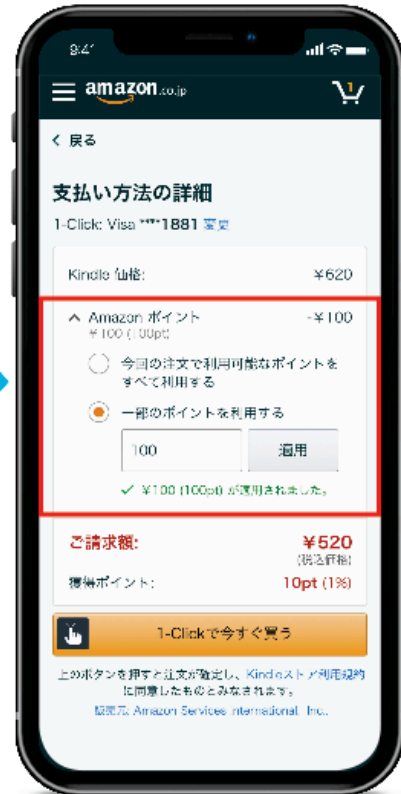 9:41
amazon.co.jp
1
戻る
支払い方法の詳細
1-Click: Visa ****1881 変更
Kindle 価格: ¥620
Amazon ポイント -¥100
¥100 (100pt)
今回の注文で利用可能なポイントを
すべて利用する
一部のポイントを利用する
100 適用
¥100 (100pt) が適用されました。
ご請求額: ¥520
(税込価格)
獲得ポイント: 10pt (1%)
1-Clickで今すぐ買う
上のボタンを押すと注文が確定し、Kindleストア利用規約
に同意したものとみなされます。
販売元: Amazon Services International, Inc..